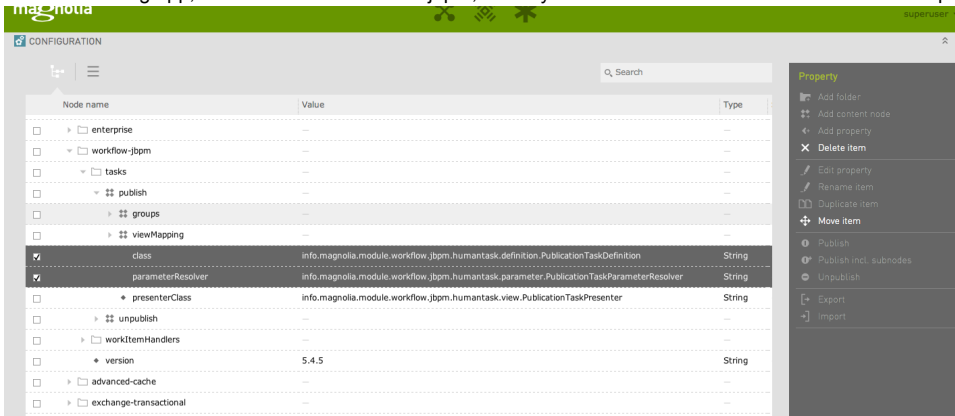 magnolia
superuser
CONFIGURATION
Search
Node name Value Type
enterprise — —
workflow-jbpm — —
tasks — —
publish — —
groups — —
viewMapping — —
class info.magnolia.module.workflow.jbpm.humantask.definition.PublicationTaskDefinition String
parameterResolver info.magnolia.module.workflow.jbpm.humantask.parameter.PublicationTaskParameterResolver String
presenterClass info.magnolia.module.workflow.jbpm.humantask.view.PublicationTaskPresenter String
unpublish — —
workItemHandlers — —
version 5.4.5 String
advanced-cache — —
exchange-transactional — —
Property
Add folder
Add content node
Add property
Delete item
Edit property
Rename item
Duplicate item
Move item
Publish
Publish incl. subnodes
Unpublish
Export
Import